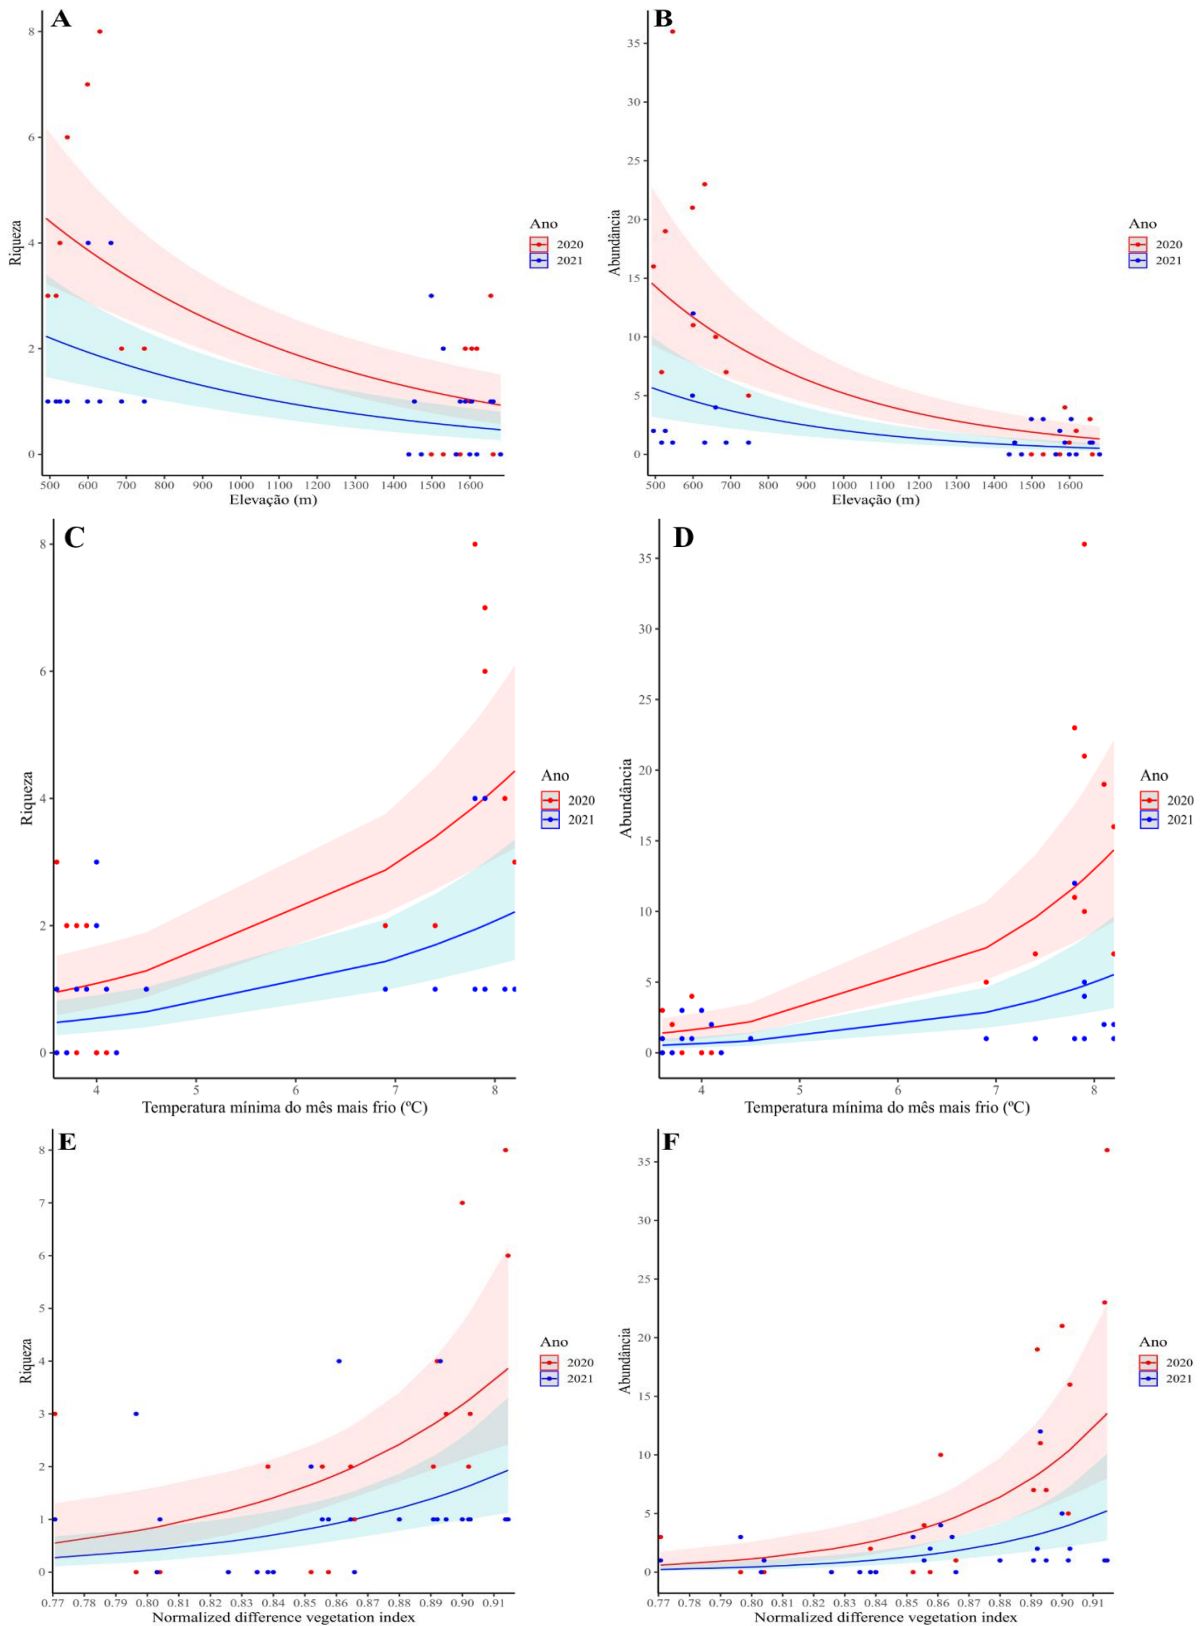 A
8
6
4
2
0
Riqueza
500 600 700 800 900 1000 1100 1200 1300 1400 1500 1600
Elevação (m)
Ano
2020
2021
B
35
30
25
20
15
10
5
0
Abundância
500 600 700 800 900 1000 1100 1200 1300 1400 1500 1600
Elevação (m)
Ano
2020
2021
C
8
6
4
2
0
Riqueza
4 5 6 7 8
Temperatura mínima do mês mais frio (ºC)
Ano
2020
2021
D
35
30
25
20
15
10
5
0
Abundância
4 5 6 7 8
Temperatura mínima do mês mais frio (ºC)
Ano
2020
2021
E
8
7
6
5
4
3
2
1
0
Riqueza
0.77 0.78 0.79 0.80 0.81 0.82 0.83 0.84 0.85 0.86 0.87 0.88 0.89 0.90 0.91
Normalized difference vegetation index
Ano
2020
2021
F
35
30
25
20
15
10
5
0
Abundância
0.77 0.78 0.79 0.80 0.81 0.82 0.83 0.84 0.85 0.86 0.87 0.88 0.89 0.90 0.91
Normalized difference vegetation index
Ano
2020
2021